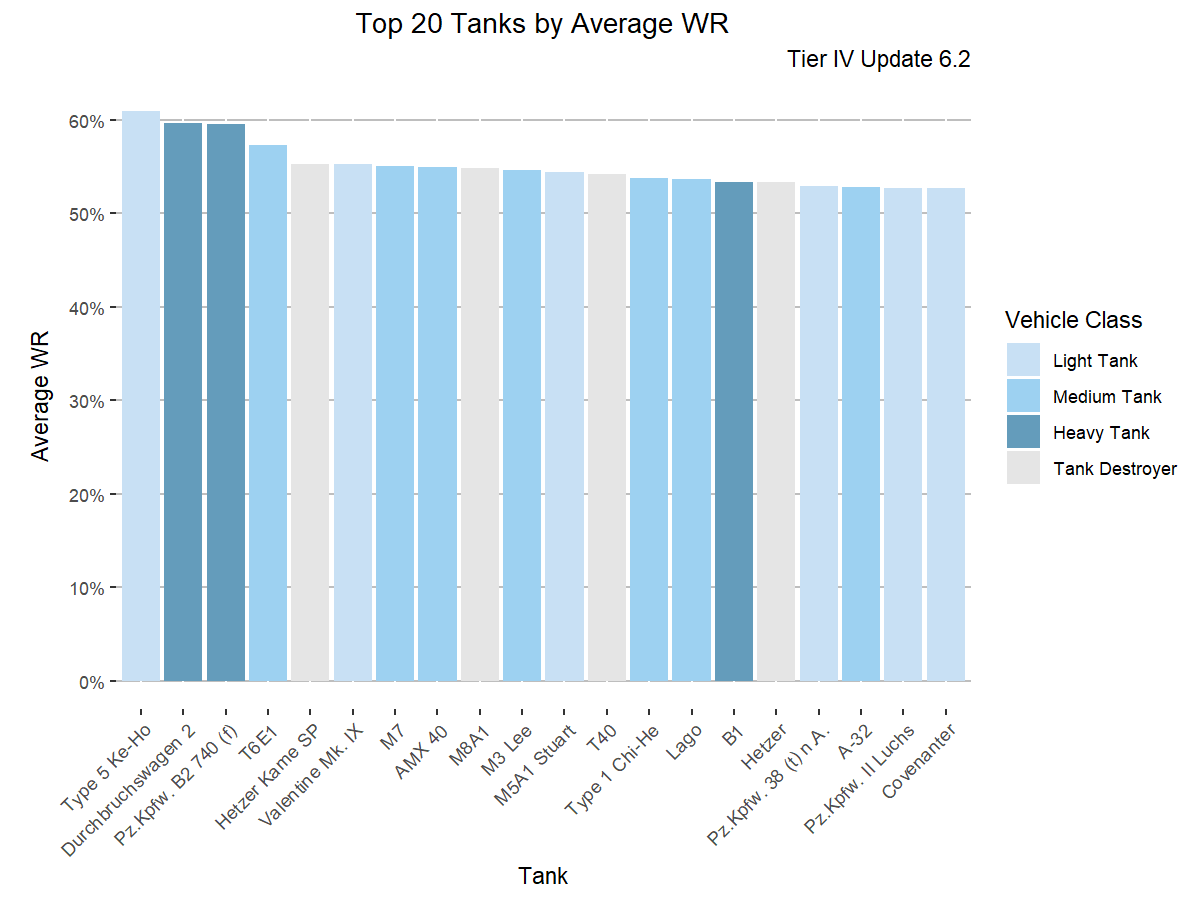 Top 20 Tanks by Average WR
Tier IV Update 6.2
60%
50%
40%
30%
20%
10%
0%
Average WR
Type 5 Ke-Ho
Durchbruchswagen 2
Pz.Kpfw. B2 740 (f)
T6E1
Hetzer Kame SP
Valentine Mk. IX
M7
AMX 40
M8A1
M3 Lee
M5A1 Stuart
T40
Type 1 Chi-He
Lago
B1
Hetzer
Pz.Kpfw. 38 (t) n.A.
A-32
Pz.Kpfw. II Luchs
Covenanter
Tank
Vehicle Class
Light Tank
Medium Tank
Heavy Tank
Tank Destroyer